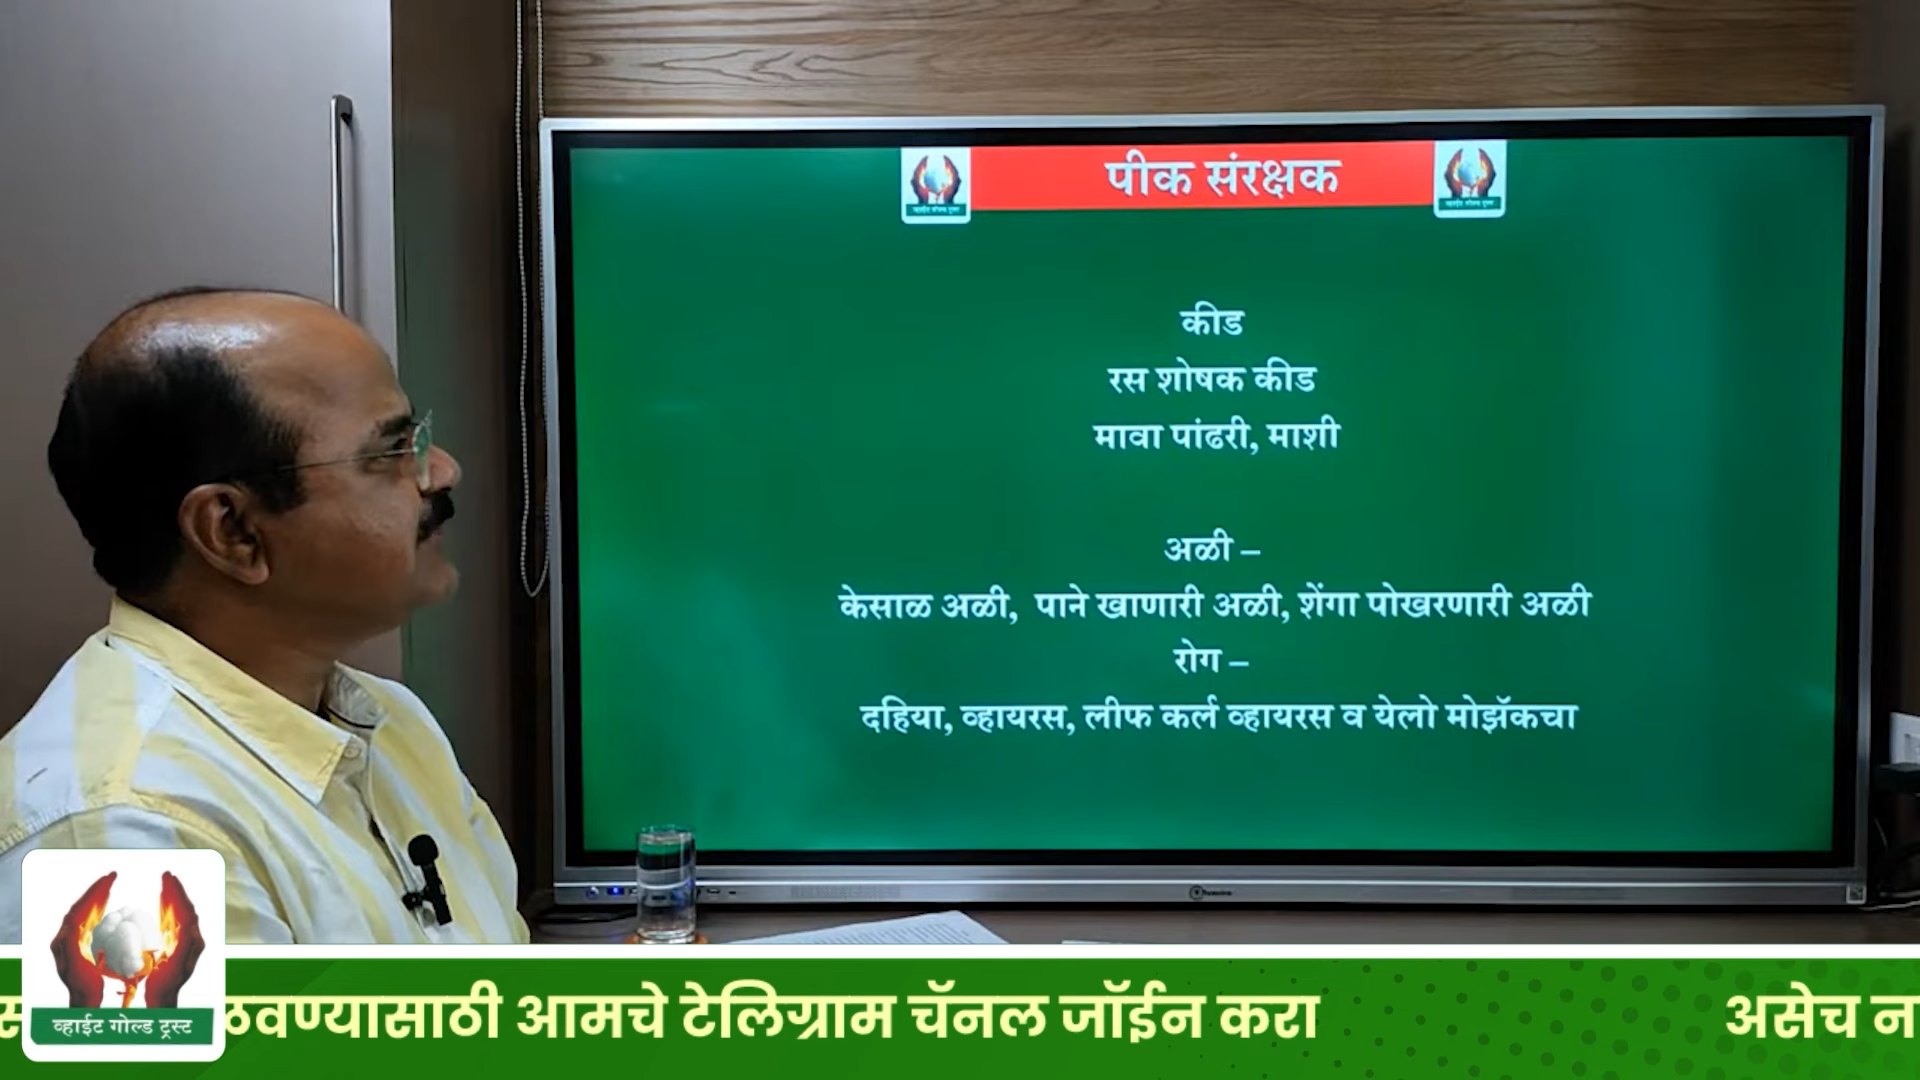 पीक संरक्षक
कीड
रस शोषक कीड
मावा पांढरी, माशी
अळी –
केसाळ अळी, पाने खाणारी अळी, शेंगा पोखरणारी अळी
रोग –
दहिया, व्हायरस, लीफ कर्ल व्हायरस व येलो मोझॅकचा
व्हाईट गोल्ड ट्रस्ट
ठवण्यासाठी आमचे टेलिग्राम चॅनल जॉईन करा
असेच न